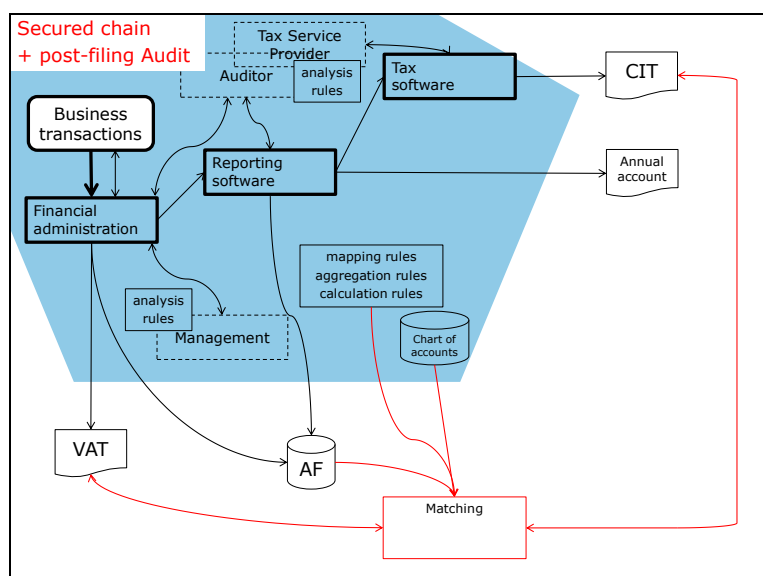 Secured chain
+ post-filing Audit
Tax Service
Provider
Auditor
analysis
rules
Tax
software
CIT
Business
transactions
Reporting
software
Annual
account
Financial
administration
mapping rules
aggregation rules
calculation rules
analysis
rules
Management
Chart of
accounts
VAT
AF
Matching